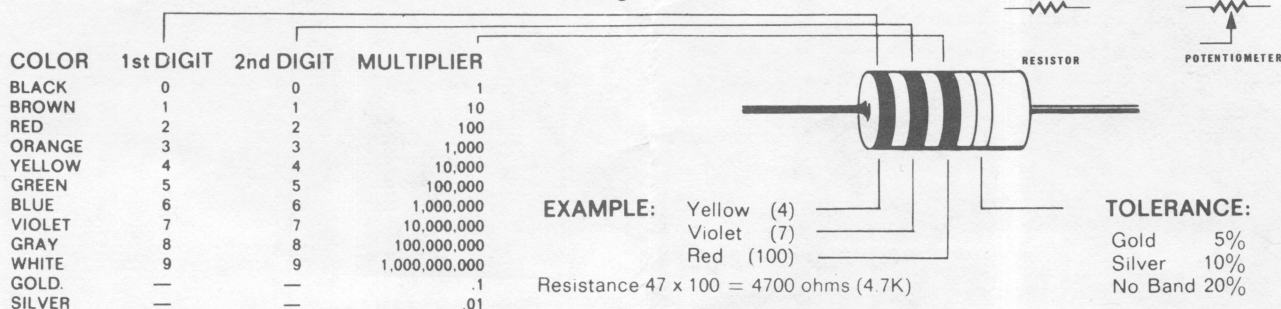 RESISTOR
POTENTIOMETER
COLOR 1st DIGIT 2nd DIGIT MULTIPLIER
BLACK 0 0 1
BROWN 1 1 10
RED 2 2 100
ORANGE 3 3 1,000
YELLOW 4 4 10,000
GREEN 5 5 100,000
BLUE 6 6 1,000,000
VIOLET 7 7 10,000,000
GRAY 8 8 100,000,000
WHITE 9 9 1,000,000,000
GOLD. — — .1
SILVER — — .01
EXAMPLE:
Yellow (4)
Violet (7)
Red (100)
Resistance 47 x 100 = 4700 ohms (4.7K)
TOLERANCE:
Gold 5%
Silver 10%
No Band 20%